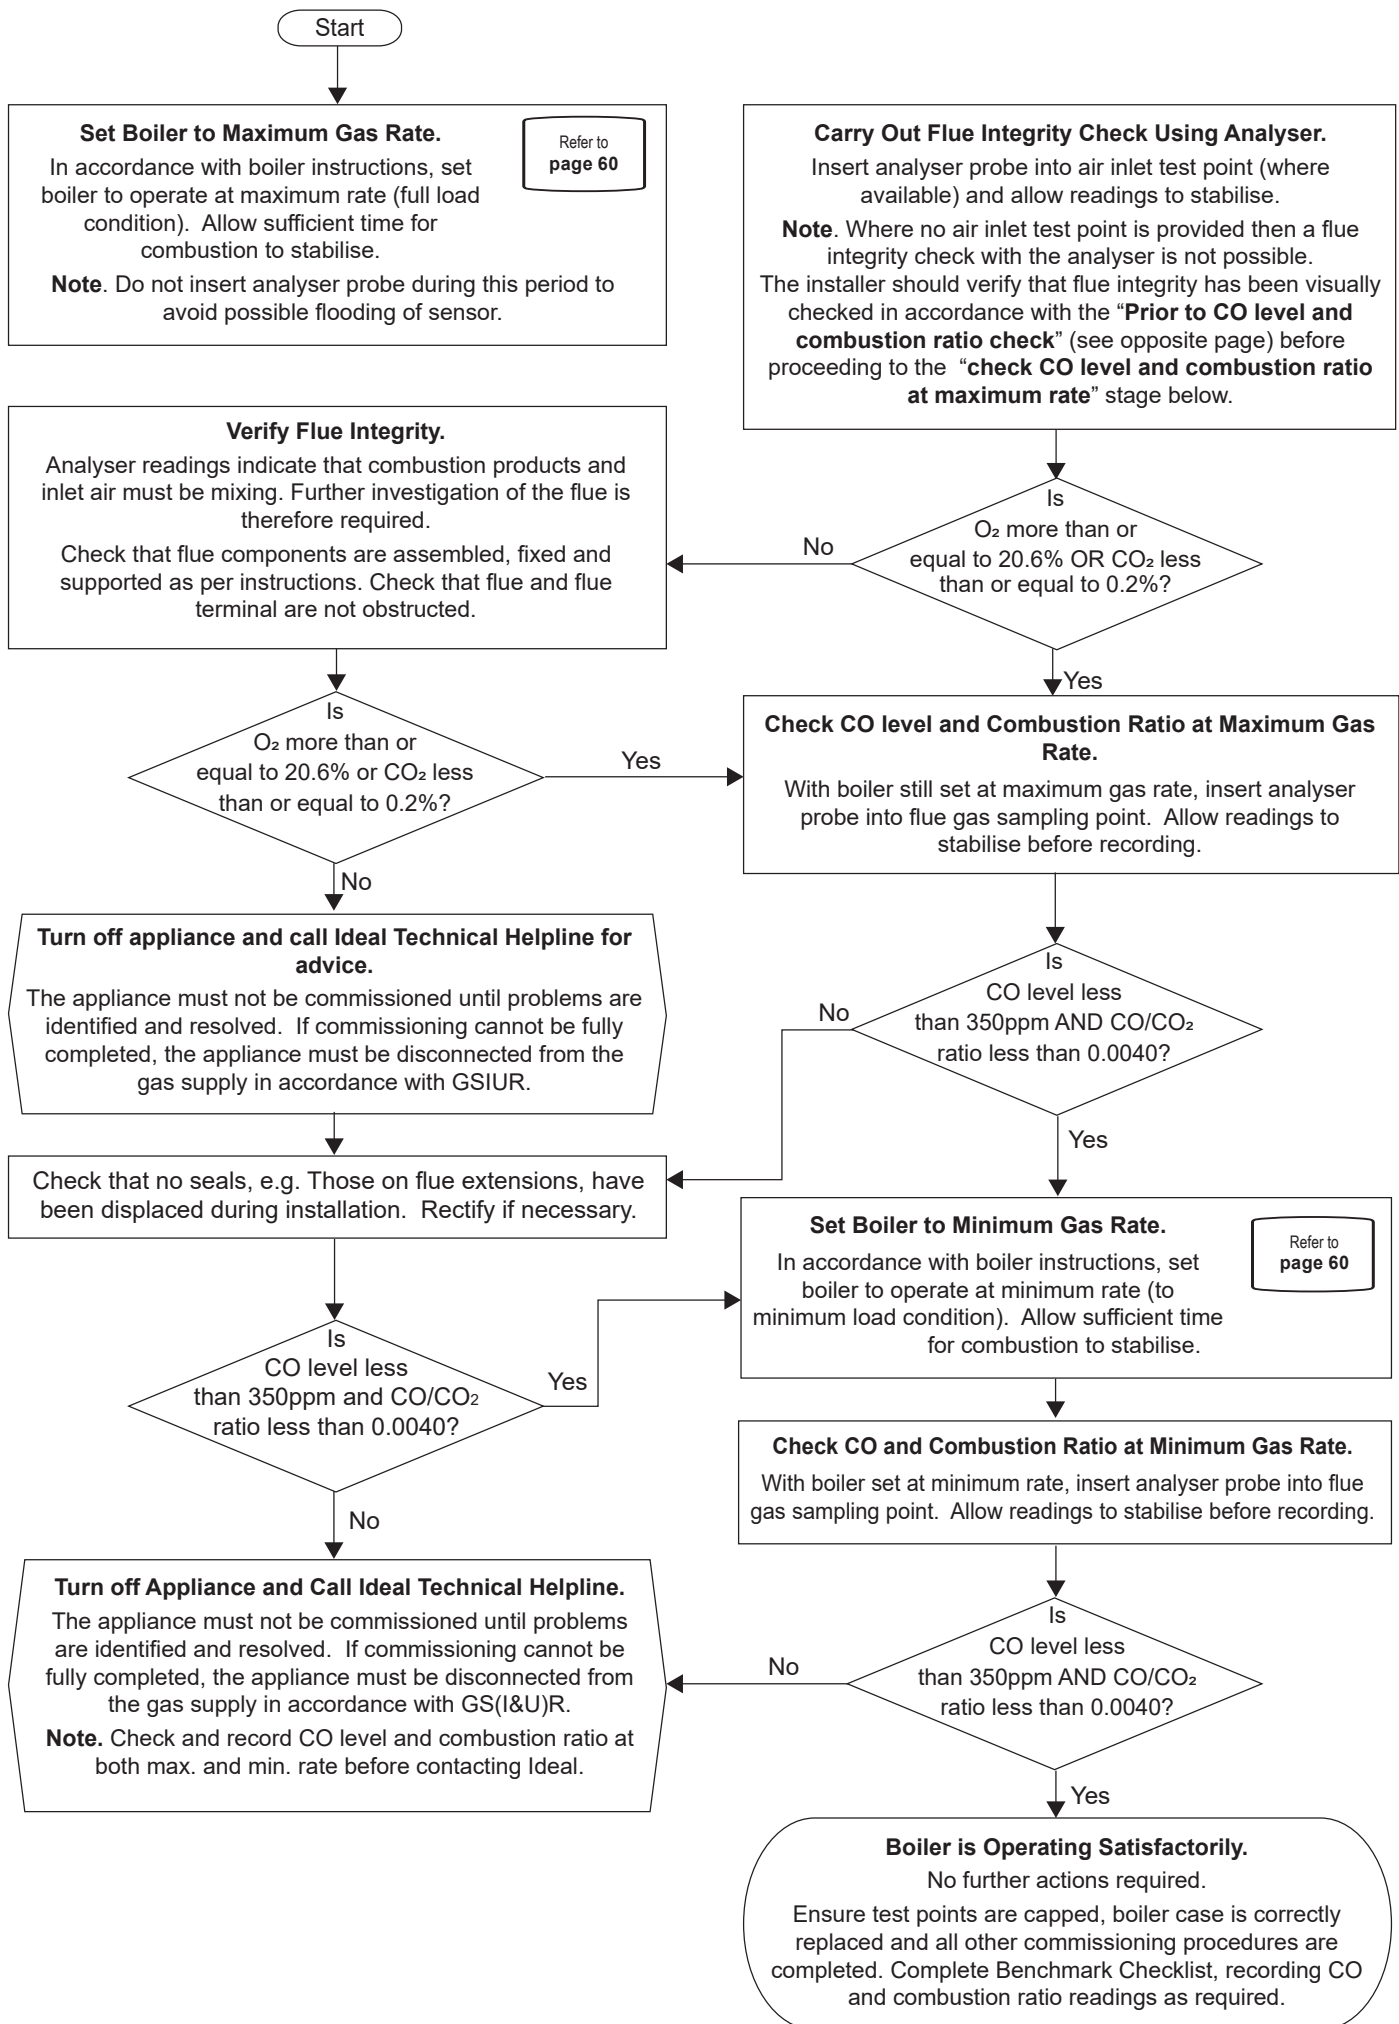 Start
Set Boiler to Maximum Gas Rate.
In accordance with boiler instructions, set
boiler to operate at maximum rate (full load
condition). Allow sufficient time for
combustion to stabilise.
Note. Do not insert analyser probe during this period to
avoid possible flooding of sensor.
Refer to
page 60
Carry Out Flue Integrity Check Using Analyser.
Insert analyser probe into air inlet test point (where
available) and allow readings to stabilise.
Note. Where no air inlet test point is provided then a flue
integrity check with the analyser is not possible.
The installer should verify that flue integrity has been visually
checked in accordance with the “Prior to CO level and
combustion ratio check” (see opposite page) before
proceeding to the “check CO level and combustion ratio
at maximum rate” stage below.
Is
O₂ more than or
equal to 20.6% OR CO₂ less
than or equal to 0.2%?
No
Yes
Verify Flue Integrity.
Analyser readings indicate that combustion products and
inlet air must be mixing. Further investigation of the flue is
therefore required.
Check that flue components are assembled, fixed and
supported as per instructions. Check that flue and flue
terminal are not obstructed.
Is
O₂ more than or
equal to 20.6% or CO₂ less
than or equal to 0.2%?
Yes
No
Check CO level and Combustion Ratio at Maximum Gas
Rate.
With boiler still set at maximum gas rate, insert analyser
probe into flue gas sampling point. Allow readings to
stabilise before recording.
Turn off appliance and call Ideal Technical Helpline for
advice.
The appliance must not be commissioned until problems are
identified and resolved. If commissioning cannot be fully
completed, the appliance must be disconnected from the
gas supply in accordance with GSIUR.
Is
CO level less
than 350ppm AND CO/CO₂
ratio less than 0.0040?
No
Yes
Check that no seals, e.g. Those on flue extensions, have
been displaced during installation. Rectify if necessary.
Set Boiler to Minimum Gas Rate.
In accordance with boiler instructions, set
boiler to operate at minimum rate (to
minimum load condition). Allow sufficient time
for combustion to stabilise.
Refer to
page 60
Is
CO level less
than 350ppm and CO/CO₂
ratio less than 0.0040?
Yes
No
Check CO and Combustion Ratio at Minimum Gas Rate.
With boiler set at minimum rate, insert analyser probe into flue
gas sampling point. Allow readings to stabilise before recording.
Turn off Appliance and Call Ideal Technical Helpline.
The appliance must not be commissioned until problems
are identified and resolved. If commissioning cannot be
fully completed, the appliance must be disconnected from
the gas supply in accordance with GS(I&U)R.
Note. Check and record CO level and combustion ratio at
both max. and min. rate before contacting Ideal.
Is
CO level less
than 350ppm AND CO/CO₂
ratio less than 0.0040?
No
Yes
Boiler is Operating Satisfactorily.
No further actions required.
Ensure test points are capped, boiler case is correctly
replaced and all other commissioning procedures are
completed. Complete Benchmark Checklist, recording CO
and combustion ratio readings as required.